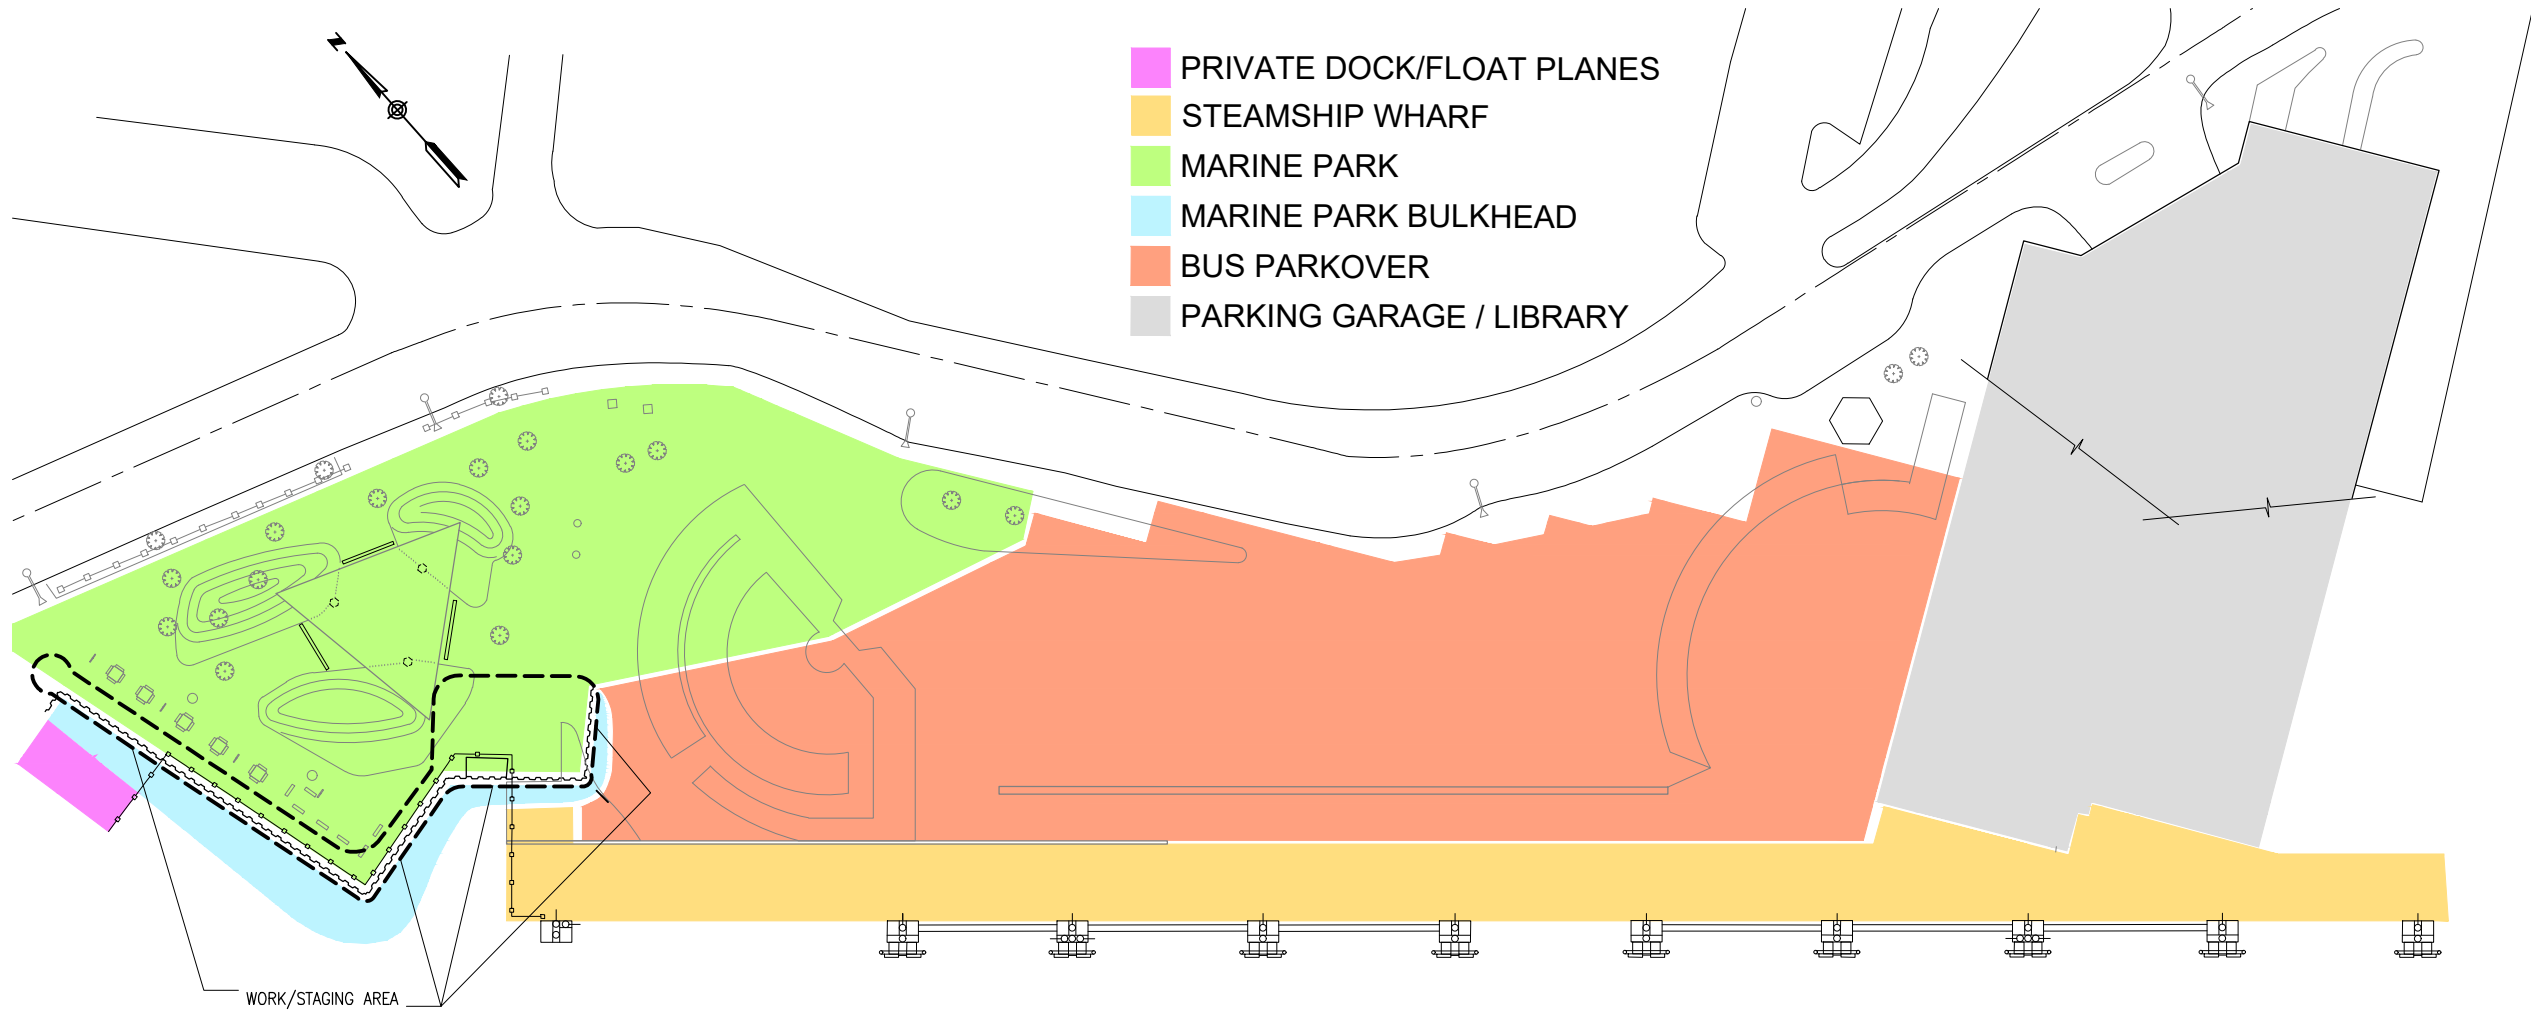 N
PRIVATE DOCK/FLOAT PLANES
STEAMSHIP WHARF
MARINE PARK
MARINE PARK BULKHEAD
BUS PARKOVER
PARKING GARAGE / LIBRARY
WORK/STAGING AREA